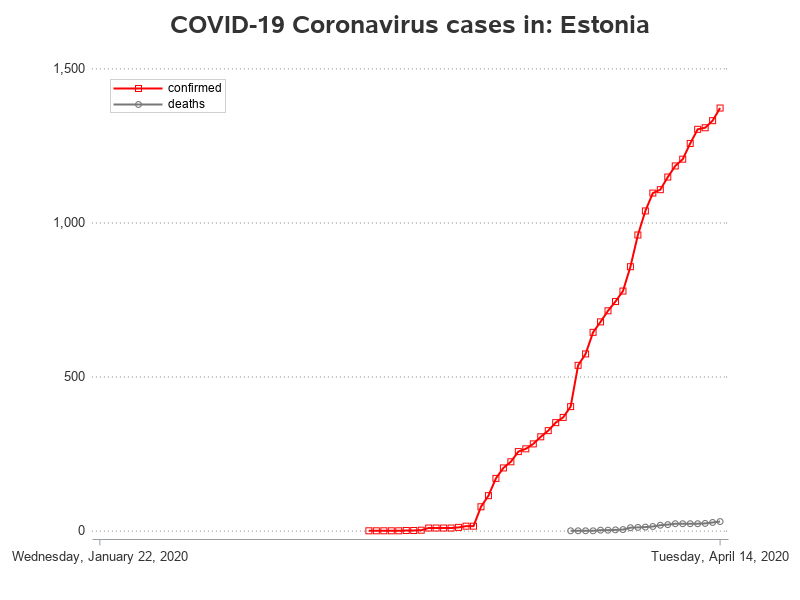 COVID-19 Coronavirus cases in: Estonia
1,500
confirmed
deaths
1,000
500
0
Wednesday, January 22, 2020
Tuesday, April 14, 2020